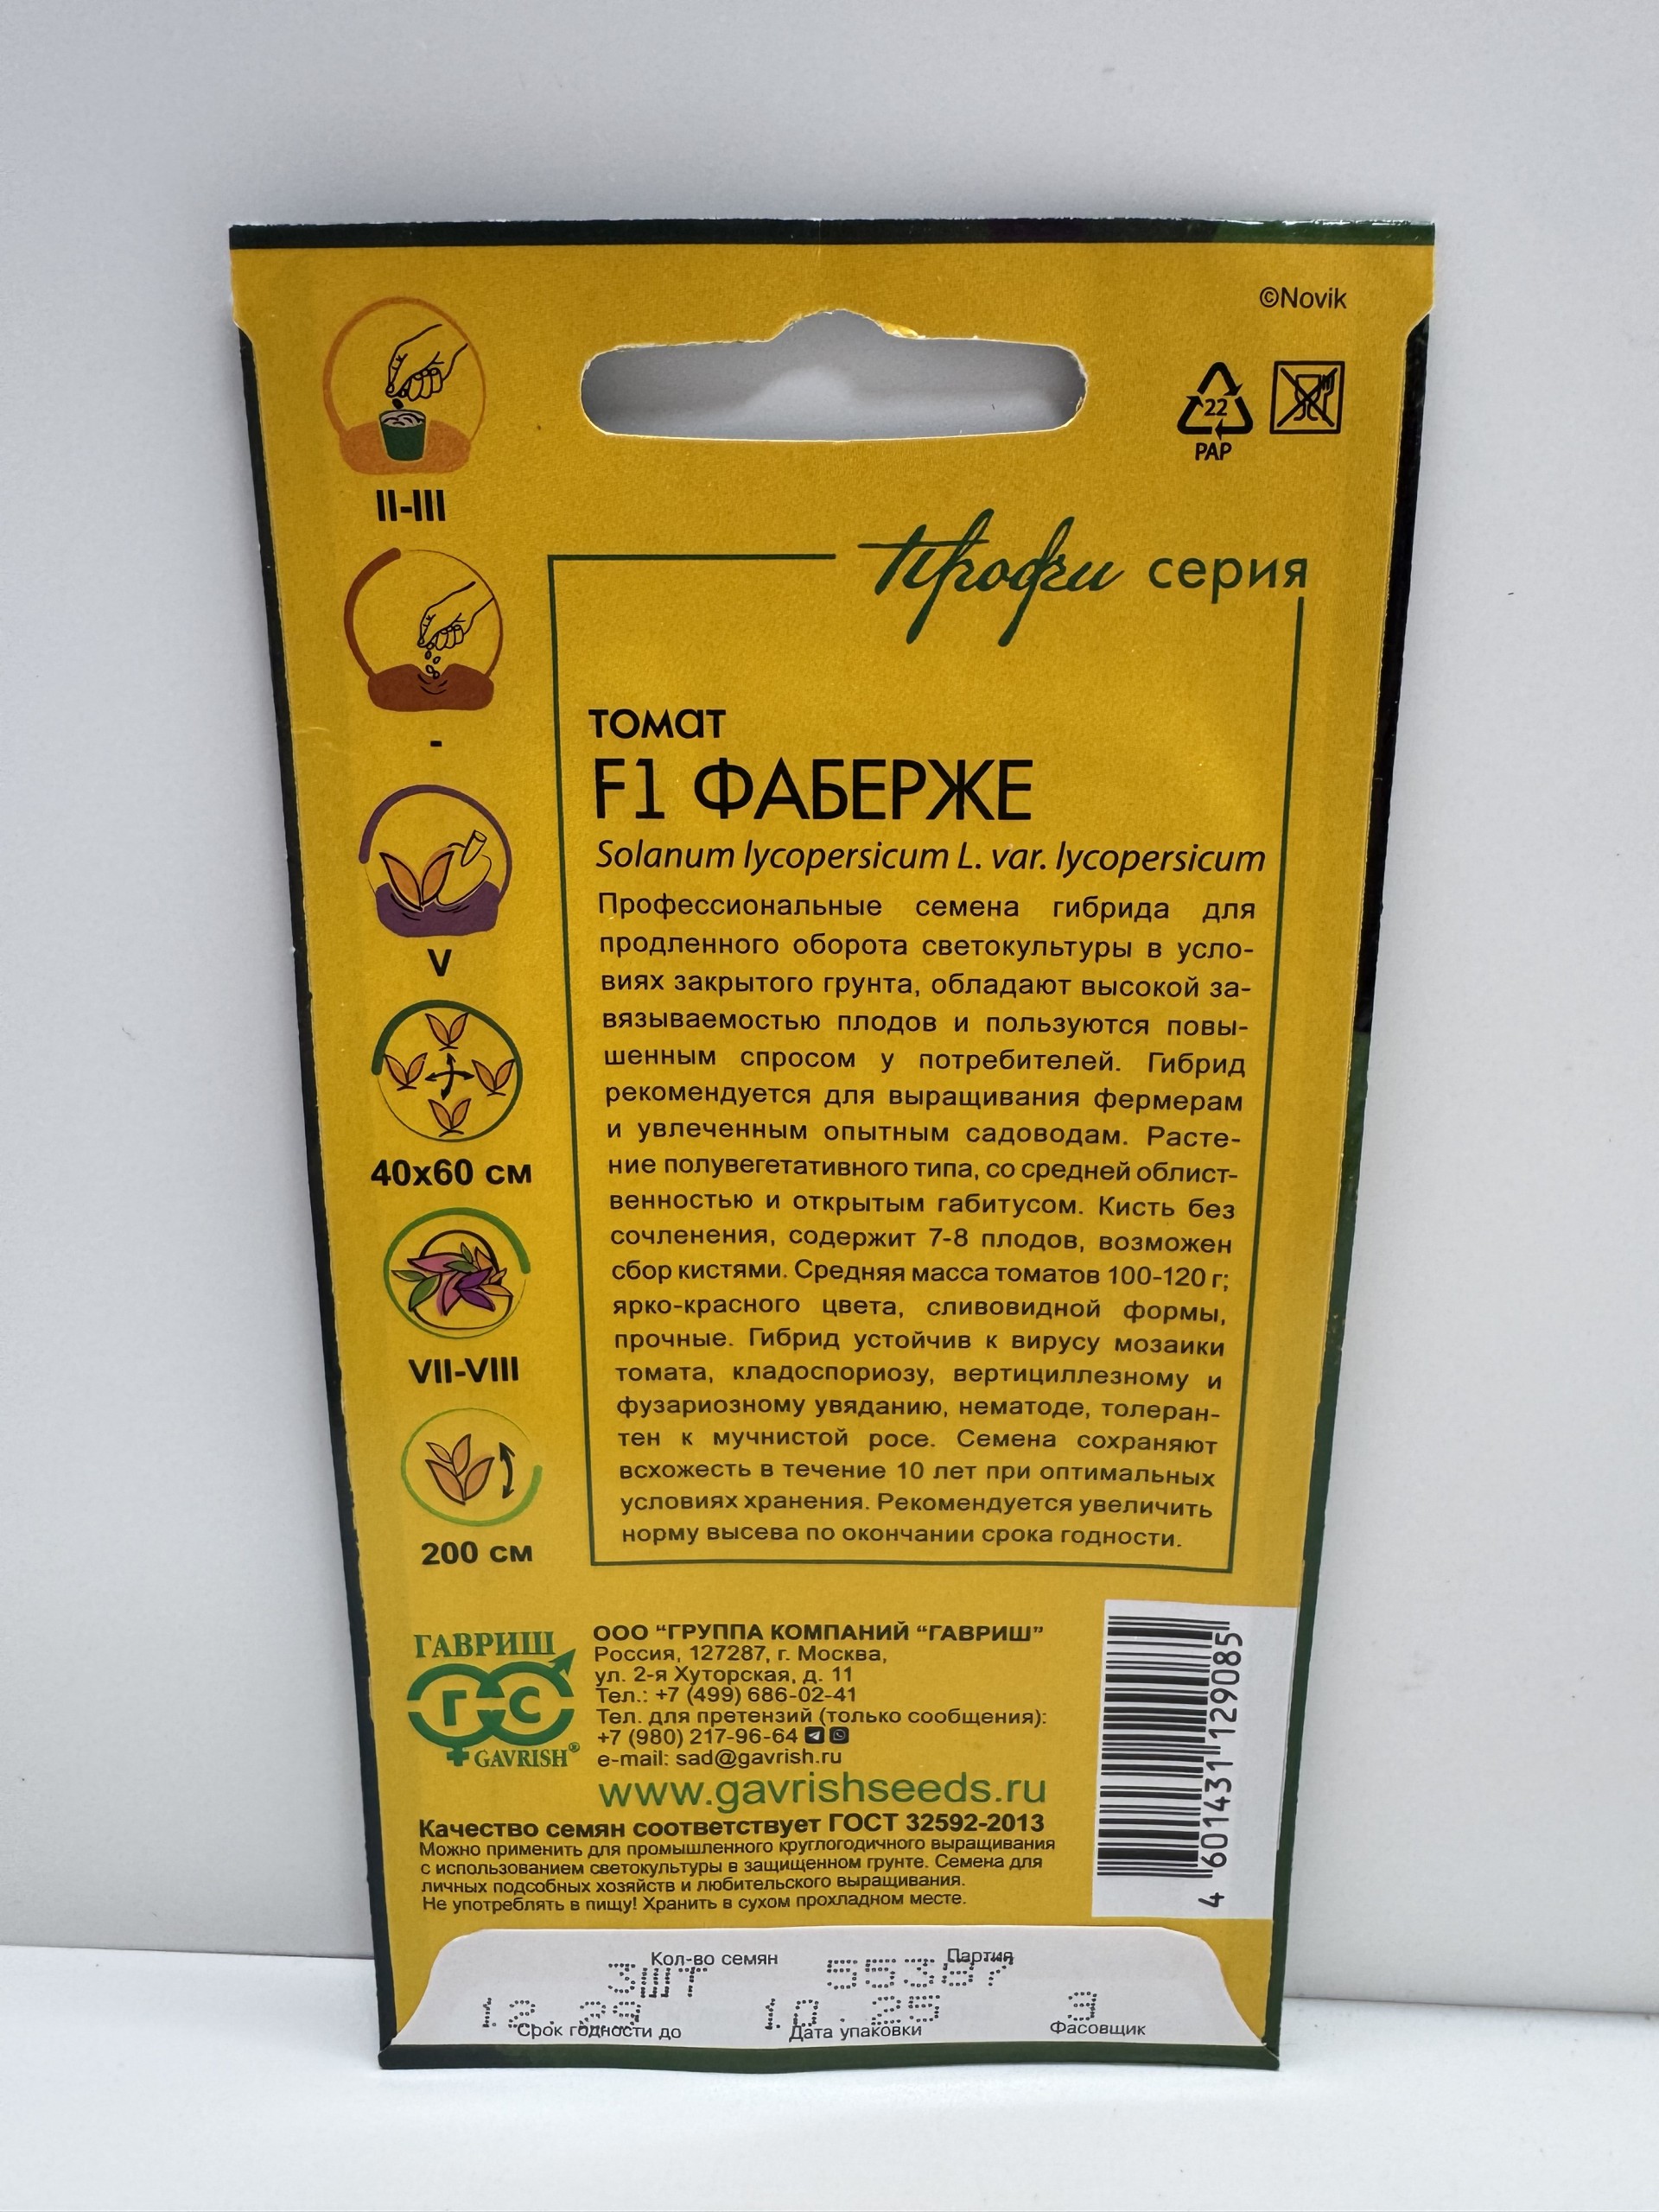 ©Novik
22
PAP
II-III
-
V
40х60 см
VII-VIII
200 см
Профи серия
томат
F1 ФАБЕРЖЕ
Solanum lycopersicum L. var. lycopersicum
Профессиональные семена гибрида для
продленного оборота светокультуры в усло-
виях закрытого грунта, обладают высокой за-
вязываемостью плодов и пользуются повы-
шенным спросом у потребителей. Гибрид
рекомендуется для выращивания фермерам
и увлеченным опытным садоводам. Расте-
ние полувегетативного типа, со средней облист-
венностью и открытым габитусом. Кисть без
сочленения, содержит 7-8 плодов, возможен
сбор кистями. Средняя масса томатов 100-120 г;
ярко-красного цвета, сливовидной формы,
прочные. Гибрид устойчив к вирусу мозаики
томата, кладоспориозу, вертициллезному и
фузариозному увяданию, нематоде, толеран-
тен к мучнистой росе. Семена сохраняют
всхожесть в течение 10 лет при оптимальных
условиях хранения. Рекомендуется увеличить
норму высева по окончании срока годности.
ГАВРИШ
ГС
GAVRISH®
ООО “ГРУППА КОМПАНИЙ “ГАВРИШ”
Россия, 127287, г. Москва,
ул. 2-я Хуторская, д. 11
Тел.: +7 (499) 686-02-41
Тел. для претензий (только сообщения):
+7 (980) 217-96-64
e-mail: sad@gavrish.ru
www.gavrishseeds.ru
Качество семян соответствует ГОСТ 32592-2013
Можно применить для промышленного круглогодичного выращивания
с использованием светокультуры в защищенном грунте. Семена для
личных подсобных хозяйств и любительского выращивания.
Не употреблять в пищу! Хранить в сухом прохладном месте.
4 601431 129085
Кол-во семян Партия
3шт
12.29 10.25 3
Срок годности до Дата упаковки Фасовщик